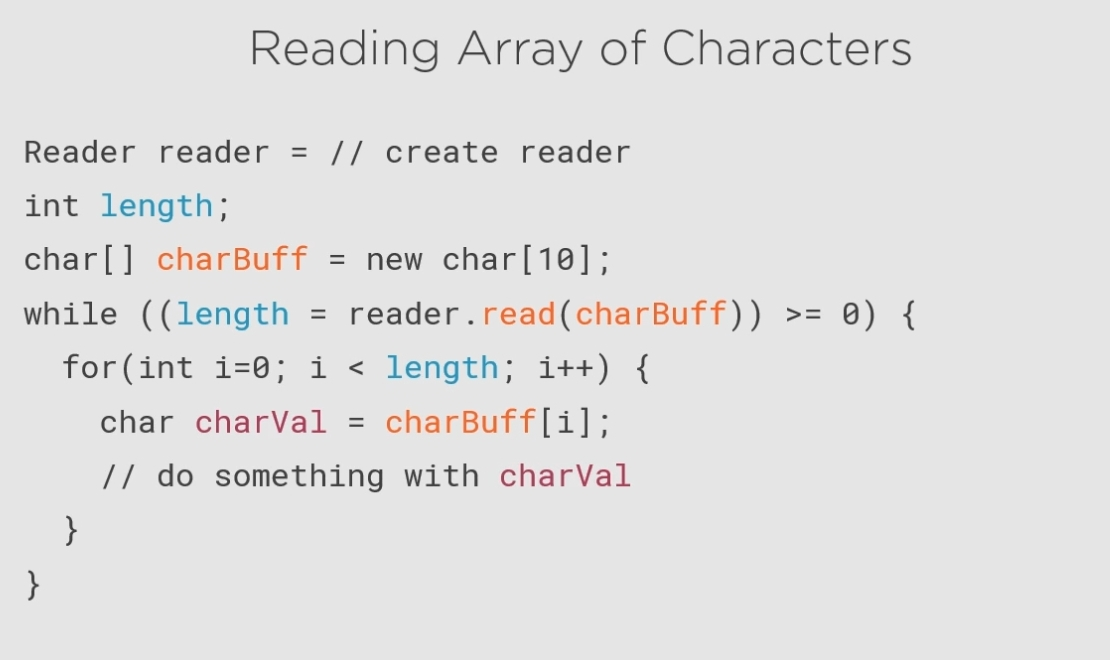 Reading Array of Characters
Reader reader = // create reader
int length;
char[] charBuff = new char[10];
while ((length = reader.read(charBuff)) >= 0) {
  for(int i=0; i < length; i++) {
    char charVal = charBuff[i];
    // do something with charVal
  }
}